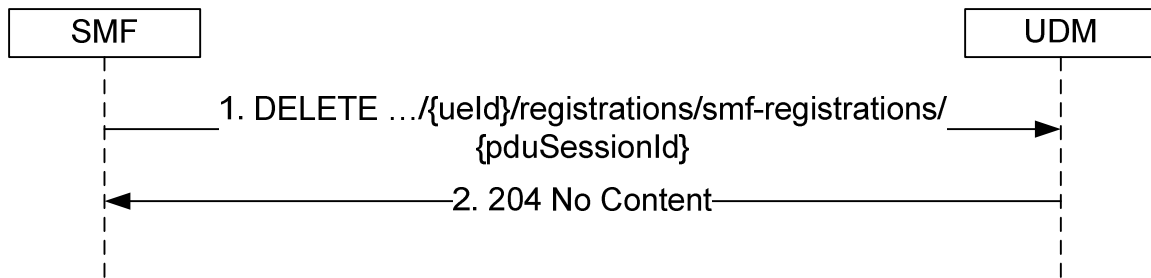 SMF
UDM
1. DELETE …/{ueId}/registrations/smf-registrations/
{pduSessionId}
2. 204 No Content